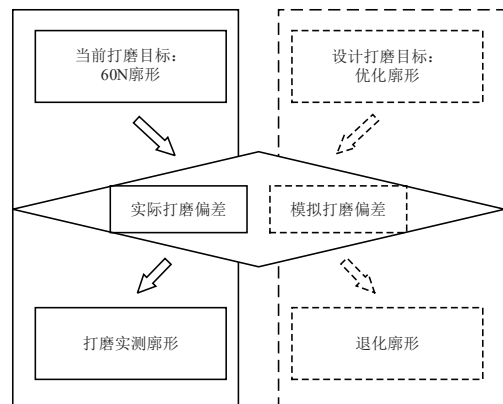 当前打磨目标：
60N廓形
设计打磨目标：
优化廓形
实际打磨偏差
模拟打磨偏差
打磨实测廓形
退化廓形